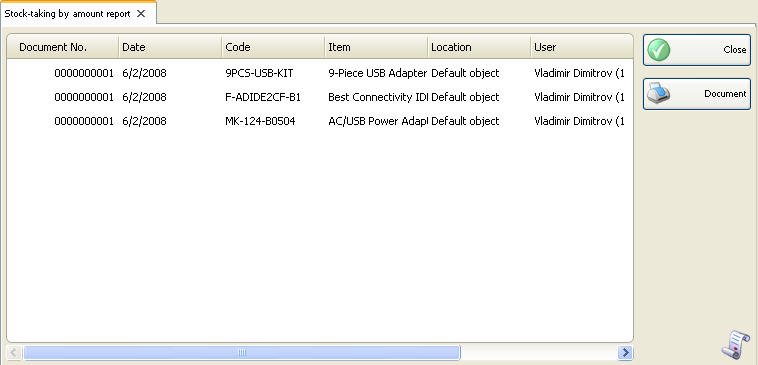 Stock-taking by amount report
Document No. Date Code Item Location User
0000000001 6/2/2008 9PCS-USB-KIT 9-Piece USB Adapter Default object Vladimir Dimitrov (1
0000000001 6/2/2008 F-ADIDE2CF-B1 Best Connectivity IDI Default object Vladimir Dimitrov (1
0000000001 6/2/2008 MK-124-B0504 AC/USB Power Adapt Default object Vladimir Dimitrov (1
Close
Document